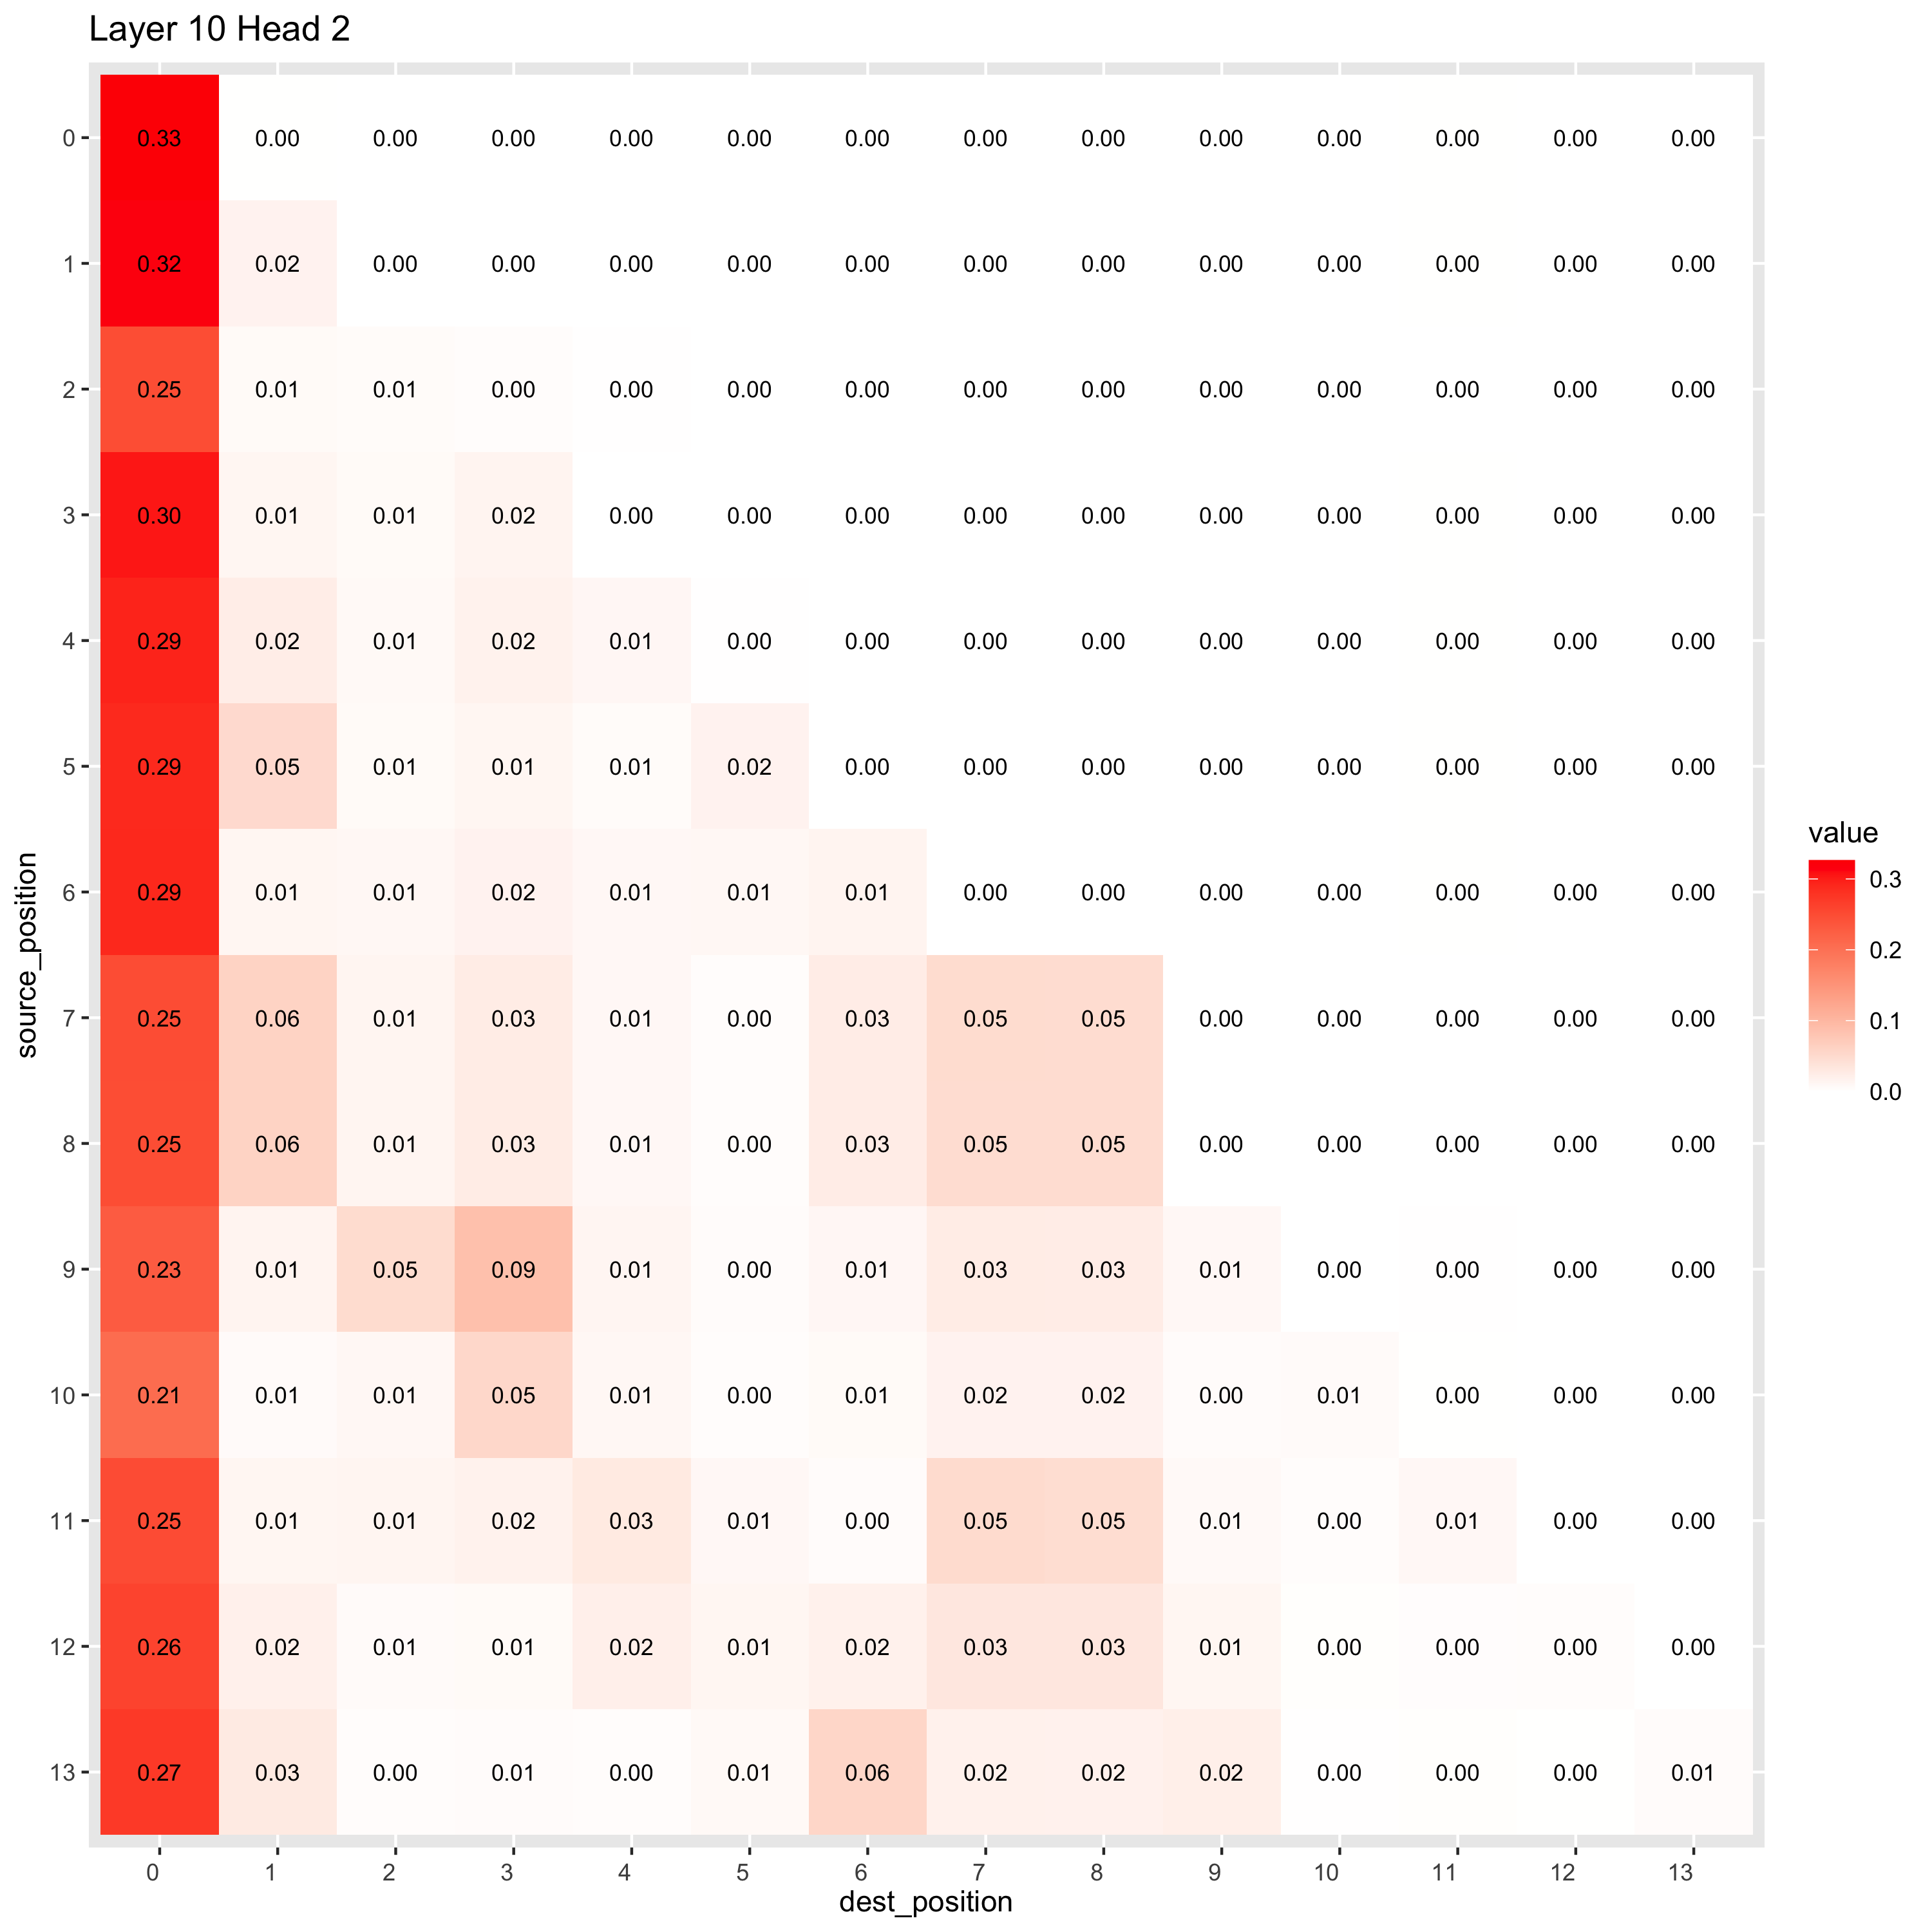 Layer 10 Head 2
0 0.33 0.00 0.00 0.00 0.00 0.00 0.00 0.00 0.00 0.00 0.00 0.00 0.00 0.00
1 0.32 0.02 0.00 0.00 0.00 0.00 0.00 0.00 0.00 0.00 0.00 0.00 0.00 0.00
2 0.25 0.01 0.01 0.00 0.00 0.00 0.00 0.00 0.00 0.00 0.00 0.00 0.00 0.00
3 0.30 0.01 0.01 0.02 0.00 0.00 0.00 0.00 0.00 0.00 0.00 0.00 0.00 0.00
4 0.29 0.02 0.01 0.02 0.01 0.00 0.00 0.00 0.00 0.00 0.00 0.00 0.00 0.00
5 0.29 0.05 0.01 0.01 0.01 0.02 0.00 0.00 0.00 0.00 0.00 0.00 0.00 0.00
6 0.29 0.01 0.01 0.02 0.01 0.01 0.01 0.00 0.00 0.00 0.00 0.00 0.00 0.00
7 0.25 0.06 0.01 0.03 0.01 0.00 0.03 0.05 0.05 0.00 0.00 0.00 0.00 0.00
8 0.25 0.06 0.01 0.03 0.01 0.00 0.03 0.05 0.05 0.00 0.00 0.00 0.00 0.00
9 0.23 0.01 0.05 0.09 0.01 0.00 0.01 0.03 0.03 0.01 0.00 0.00 0.00 0.00
10 0.21 0.01 0.01 0.05 0.01 0.00 0.01 0.02 0.02 0.00 0.01 0.00 0.00 0.00
11 0.25 0.01 0.01 0.02 0.03 0.01 0.00 0.05 0.05 0.01 0.00 0.01 0.00 0.00
12 0.26 0.02 0.01 0.01 0.02 0.01 0.02 0.03 0.03 0.01 0.00 0.00 0.00 0.00
13 0.27 0.03 0.00 0.01 0.00 0.01 0.06 0.02 0.02 0.02 0.00 0.00 0.00 0.01
0 1 2 3 4 5 6 7 8 9 10 11 12 13
dest_position
source_position
value
0.3
0.2
0.1
0.0